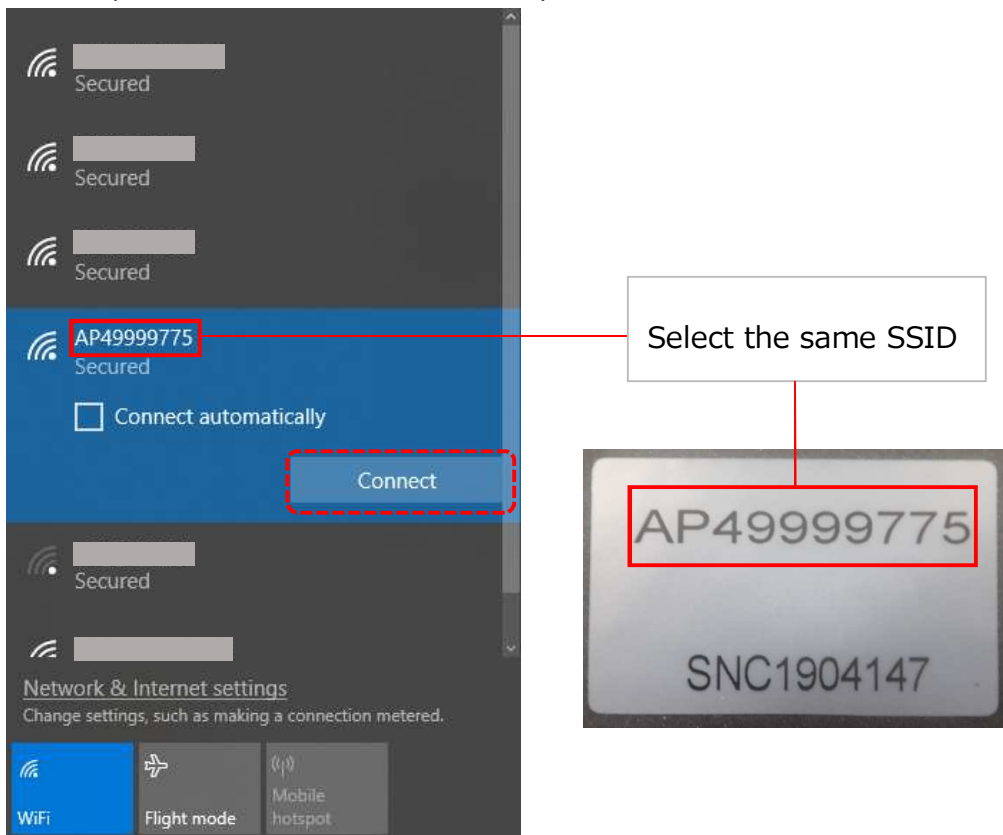 Secured
Secured
Secured
AP49999775
Secured
Connect automatically
Connect
Secured
Network & Internet settings
Change settings, such as making a connection metered.
WiFi
Flight mode
Mobile
hotspot
Select the same SSID
AP49999775
SNC1904147